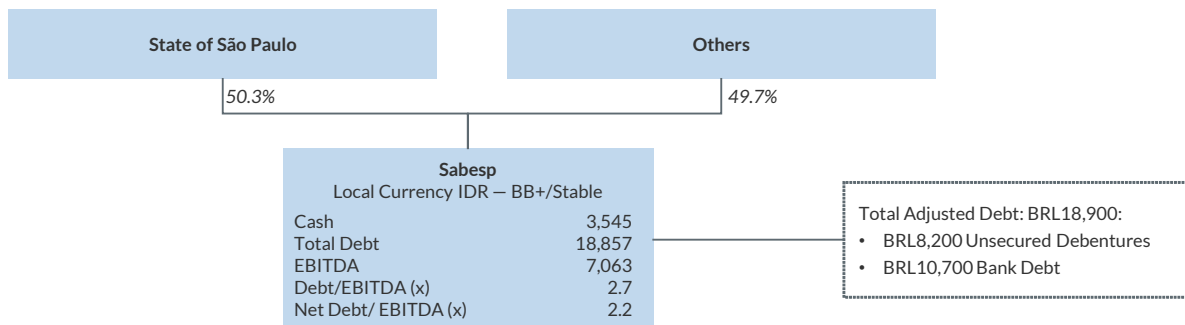 State of São Paulo
Others
50.3%
49.7%
Sabesp
Local Currency IDR — BB+/Stable
Cash 3,545
Total Debt 18,857
EBITDA 7,063
Debt/EBITDA (x) 2.7
Net Debt/ EBITDA (x) 2.2
Total Adjusted Debt: BRL18,900:
• BRL8,200 Unsecured Debentures
• BRL10,700 Bank Debt